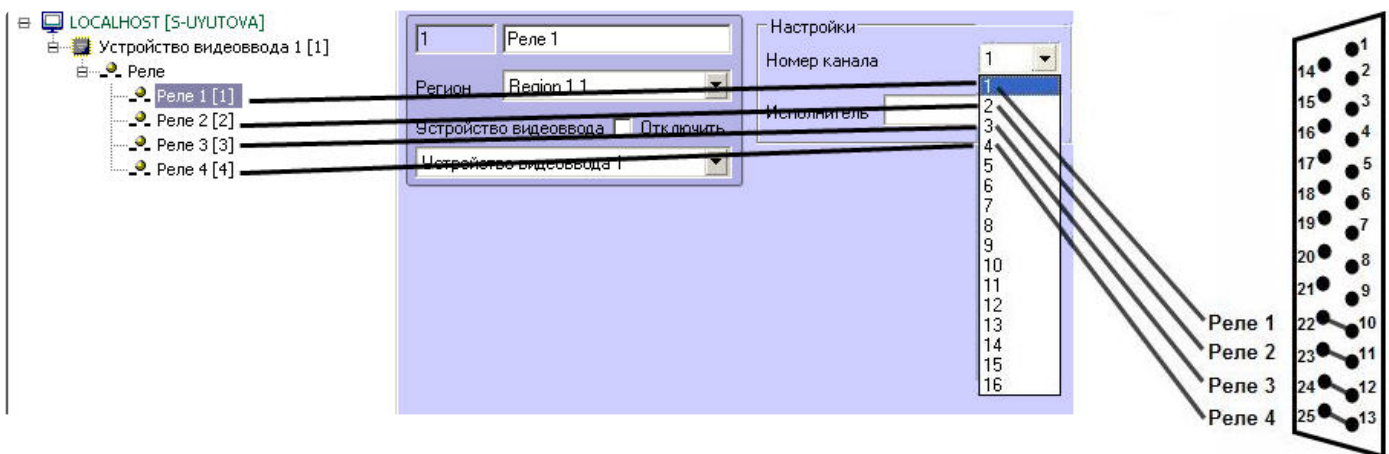 LOCALHOST [S-UYUTOVA]
Устройство видеоввода 1 [1]
Реле
Реле 1 [1]
Реле 2 [2]
Реле 3 [3]
Реле 4 [4]
1 Реле 1
Регион Region 1.1
Устройство видеоввода Отключить
Устройство видеоввода 1
Настройки
Номер канала 1
Исполнитель
1
2
3
4
5
6
7
8
9
10
11
12
13
14
15
16
Реле 1
Реле 2
Реле 3
Реле 4
1
14
2
15
3
16
4
17
5
18
6
19
7
20
8
21
9
22 10
23 11
24 12
25 13